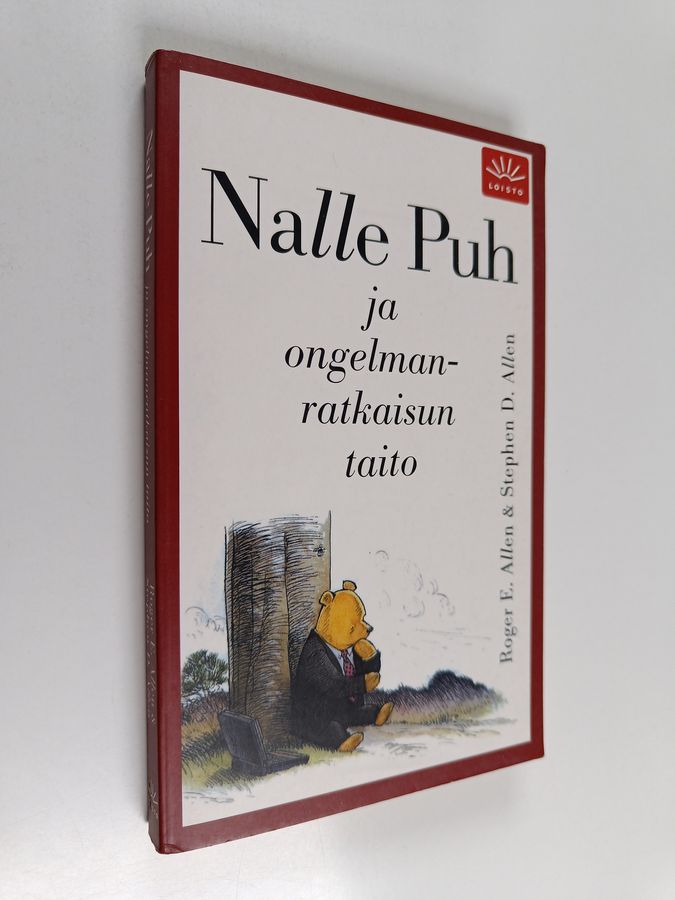 Nalle Puh
ja
ongelman-
ratkaisun
taito
LOISTO
Roger E. Allen & Stephen D. Allen
Nalle Puh